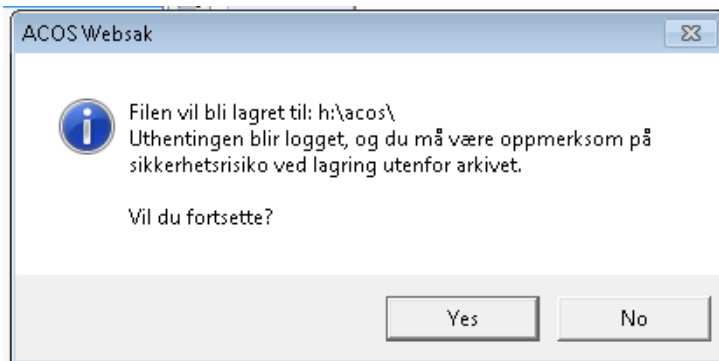 ACOS Websak
Filen vil bli lagret til: h:\acos\
Uthentingen blir logget, og du må være oppmerksom på
sikkerhetsrisiko ved lagring utenfor arkivet.
Vil du fortsette?
Yes
No